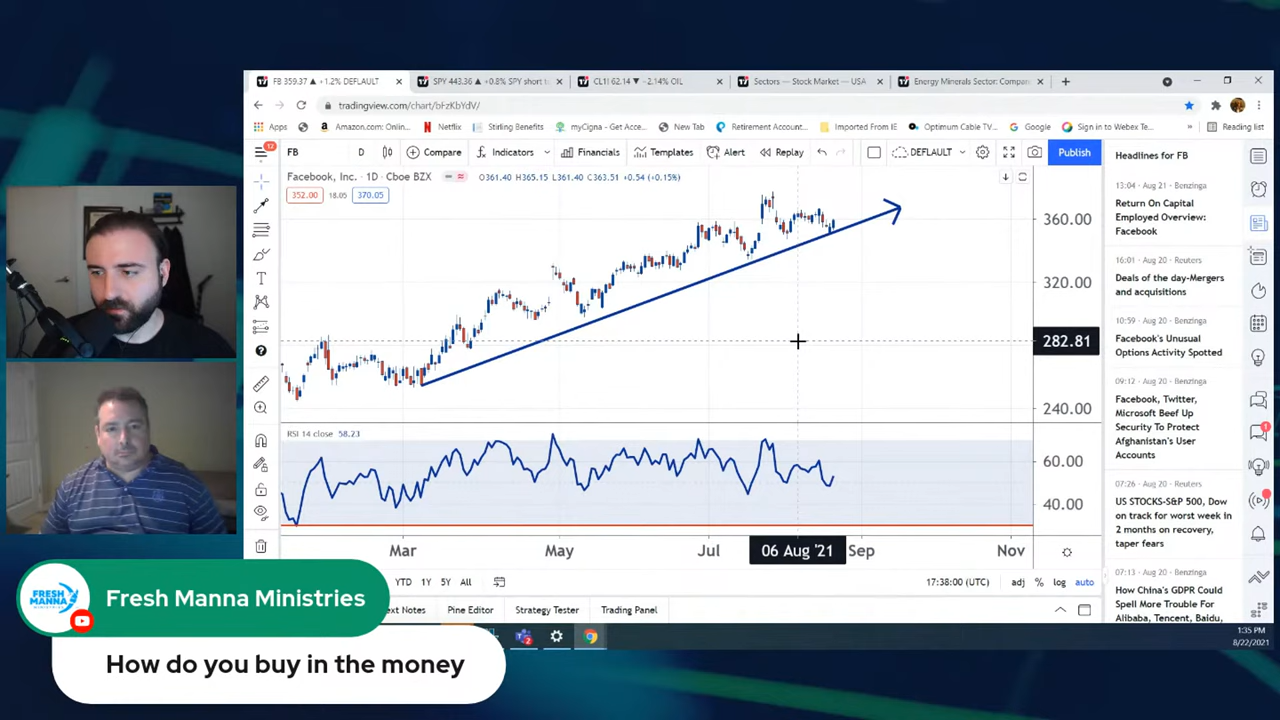 FB 359.37 ▲ +1.2% DEFLAULT
SPY 443.36 ▲ +0.8% SPY short t
CL1! 62.14 ▼ -2.14% OIL
Sectors — Stock Market — USA
Energy Minerals Sector: Compan
tradingview.com/chart/bFzKbYdV/
Apps
Amazon.com: Onlin...
Netflix
Stirling Benefits
myCigna - Get Acce...
New Tab
Retirement Account...
Imported From IE
Optimum Cable TV...
Google
Sign in to Webex Te...
»
Reading list
12
FB
D
Compare
Indicators
Financials
Templates
Alert
Replay
DEFLAULT
Publish
Facebook, Inc. · 1D · Cboe BZX
O361.40 H365.15 L361.40 C363.51 +0.54 (+0.15%)
352.00
18.05
370.05
360.00
320.00
282.81
240.00
RSI 14 close 58.23
60.00
40.00
Mar
May
Jul
06 Aug '21
Sep
Nov
YTD
1Y
5Y
All
17:38:00 (UTC)
adj
%
log
auto
ext Notes
Pine Editor
Strategy Tester
Trading Panel
Headlines for FB
13:04 - Aug 21 - Benzinga
Return On Capital
Employed Overview:
Facebook
16:01 - Aug 20 - Reuters
Deals of the day-Mergers
and acquisitions
10:59 - Aug 20 - Benzinga
Facebook's Unusual
Options Activity Spotted
09:12 - Aug 20 - Benzinga
Facebook, Twitter,
Microsoft Beef Up
Security To Protect
Afghanistan's User
Accounts
07:26 - Aug 20 - Reuters
US STOCKS-S&P 500, Dow
on track for worst week in
2 months on recovery,
taper fears
07:13 - Aug 20 - Benzinga
How China's GDPR Could
Spell More Trouble For
Alibaba, Tencent, Baidu,
1
1:35 PM
8/22/2021
FRESH
MANNA
Fresh Manna Ministries
How do you buy in the money